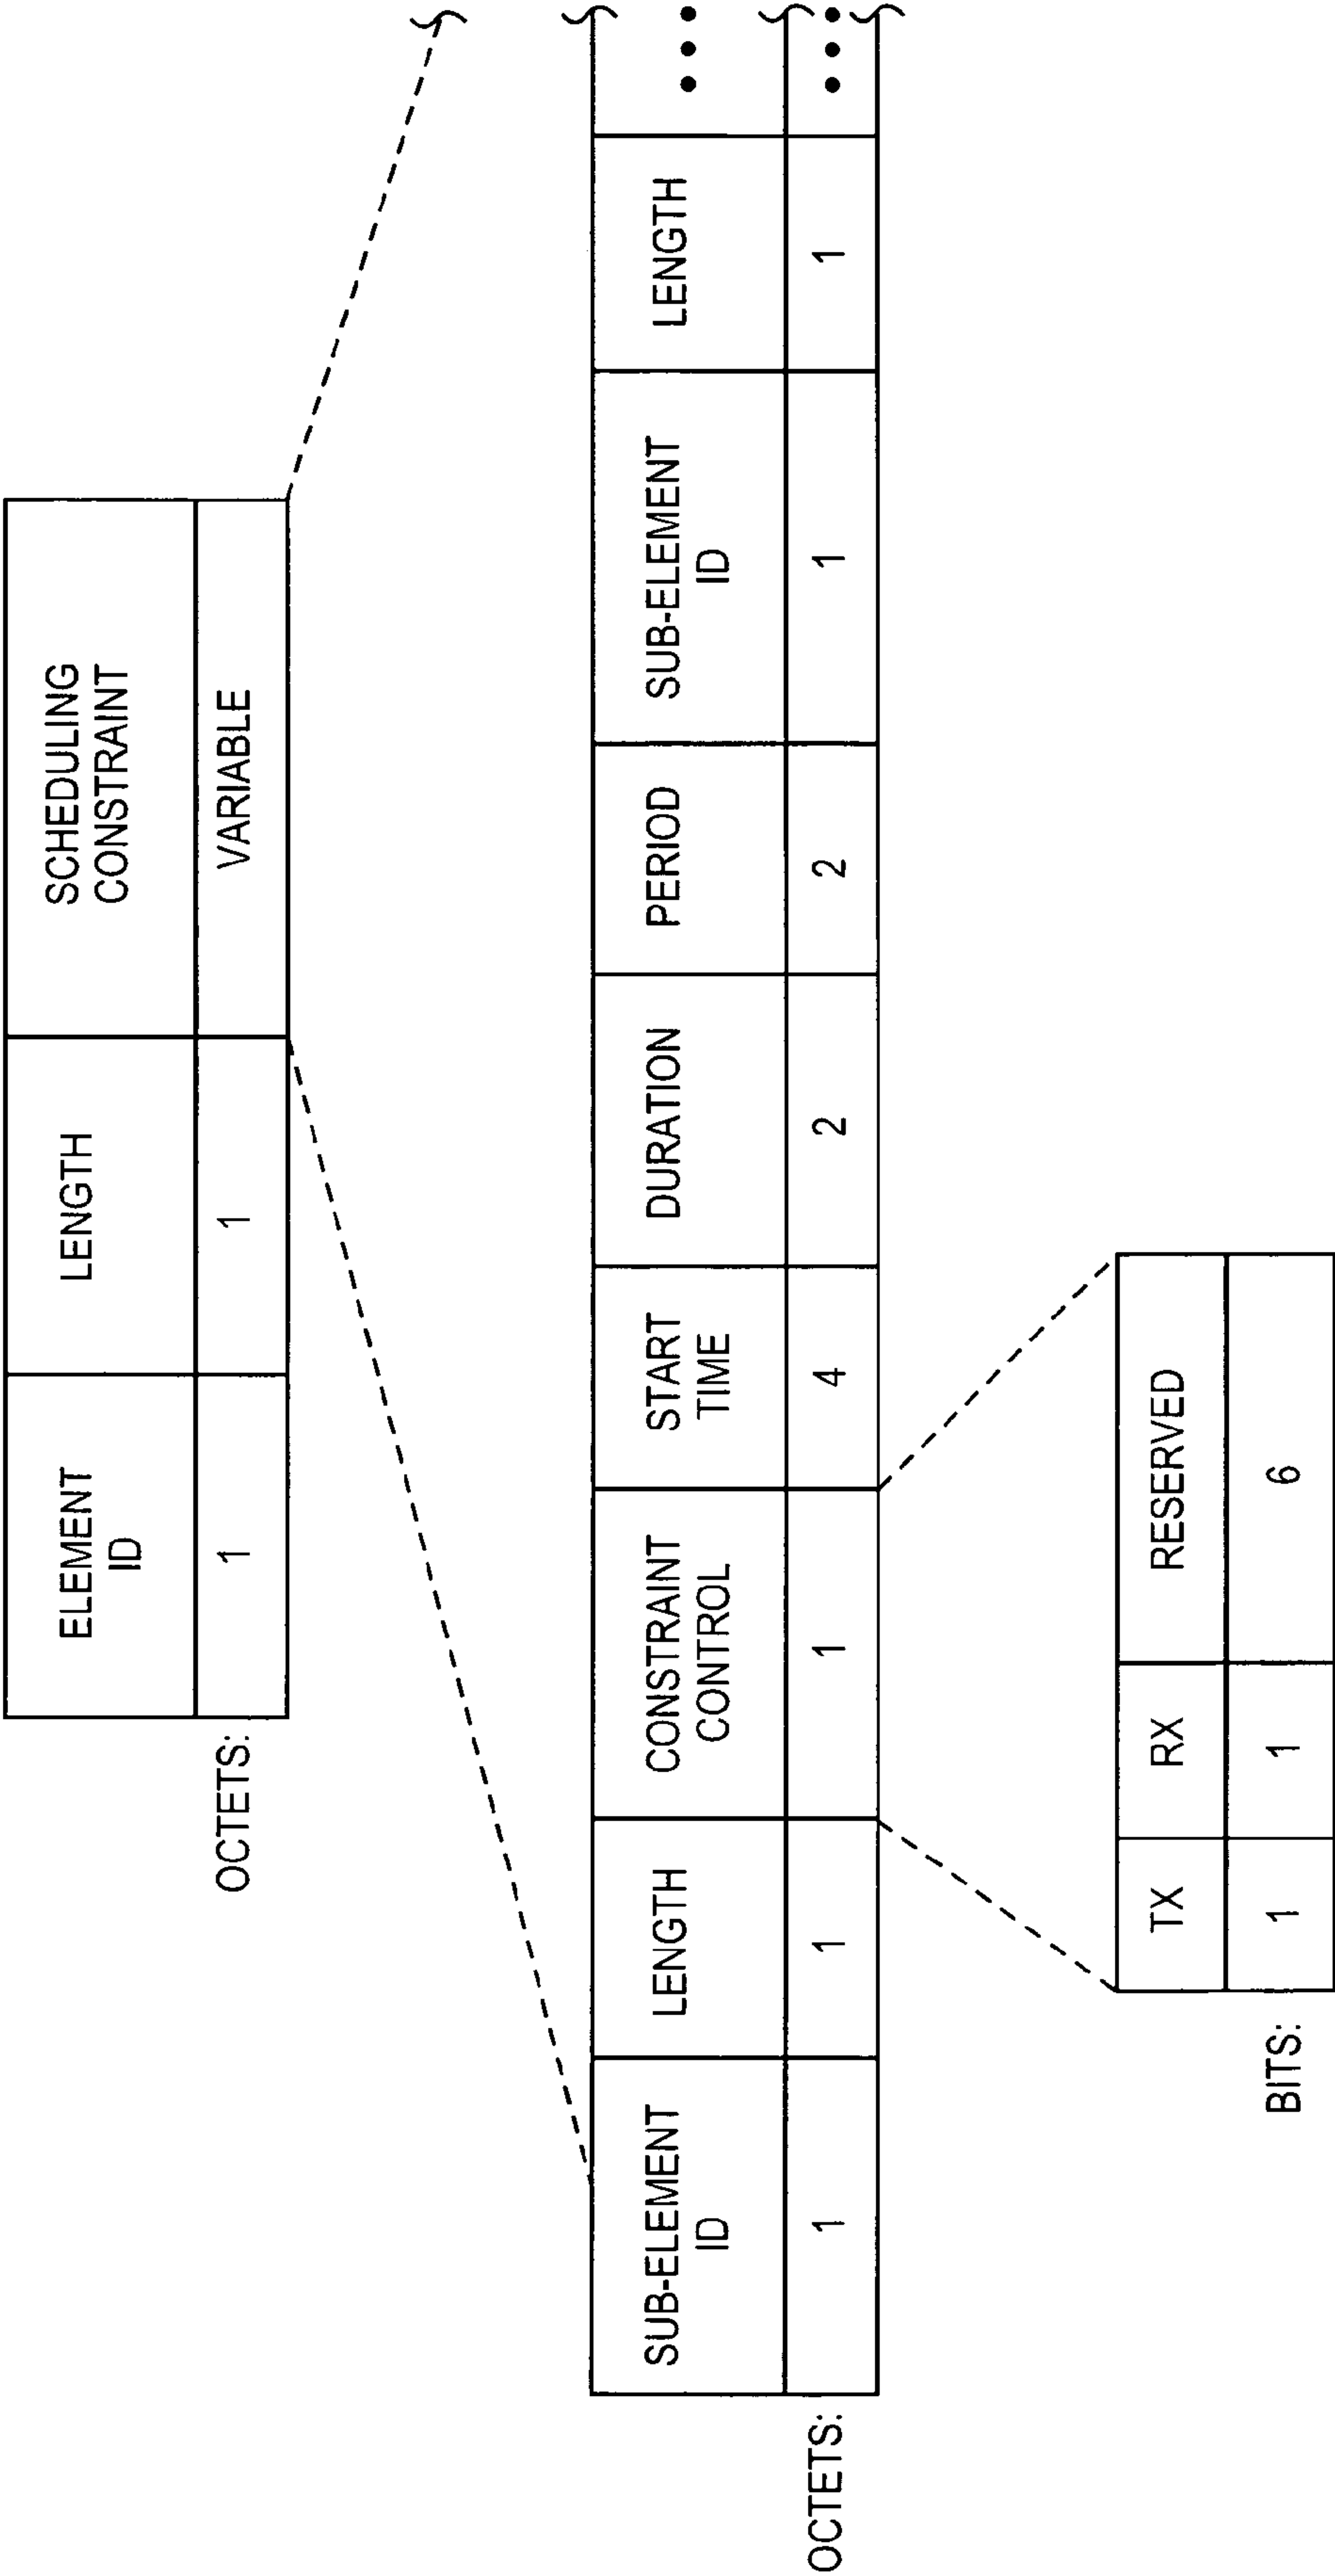 ELEMENT
ID
LENGTH
SCHEDULING
CONSTRAINT
OCTETS:
1
1
VARIABLE
SUB-ELEMENT
ID
LENGTH
CONSTRAINT
CONTROL
START
TIME
DURATION
PERIOD
SUB-ELEMENT
ID
LENGTH
•••
OCTETS:
1
1
1
4
2
2
1
1
•••
TX
RX
RESERVED
BITS:
1
1
6